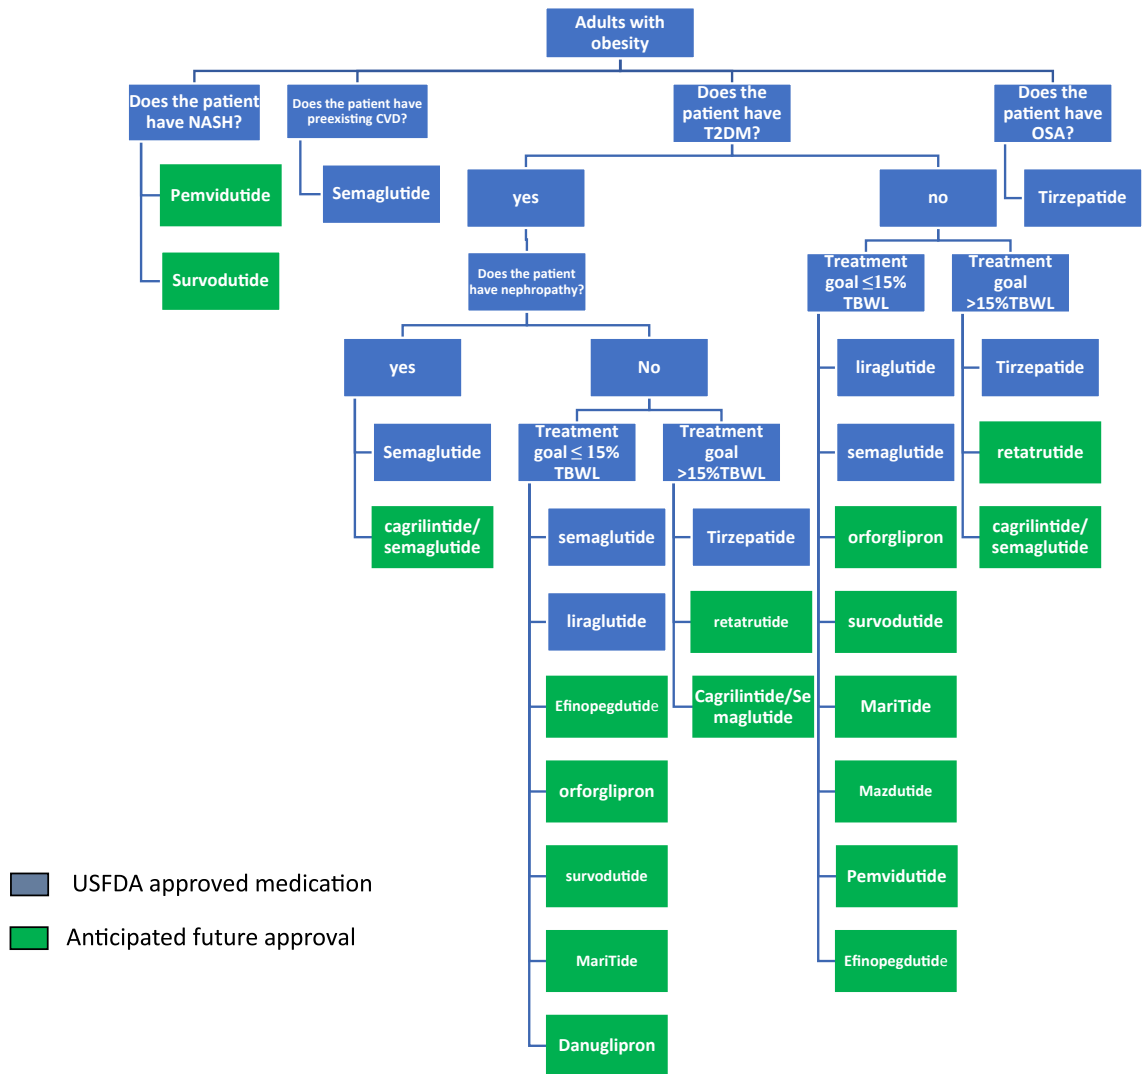 Adults with
obesity
Does the patient
have NASH?
Pemvidutide
Survodutide
Does the patient have
preexisting CVD?
Semaglutide
Does the
patient have
T2DM?
yes
Does the patient
have nephropathy?
yes
Semaglutide
cagrilintide/
semaglutide
No
Treatment
goal ≤ 15%
TBWL
semaglutide
liraglutide
Efinopegdutide
orforglipron
survodutide
MariTide
Danuglipron
Treatment
goal
>15%TBWL
Tirzepatide
retatrutide
Cagrilintide/Se
maglutide
no
Treatment
goal ≤15%
TBWL
liraglutide
semaglutide
orforglipron
survodutide
MariTide
Mazdutide
Pemvidutide
Efinopegdutide
Treatment
goal
>15%TBWL
Tirzepatide
retatrutide
cagrilintide/
semaglutide
Does the
patient have
OSA?
Tirzepatide
USFDA approved medication
Anticipated future approval